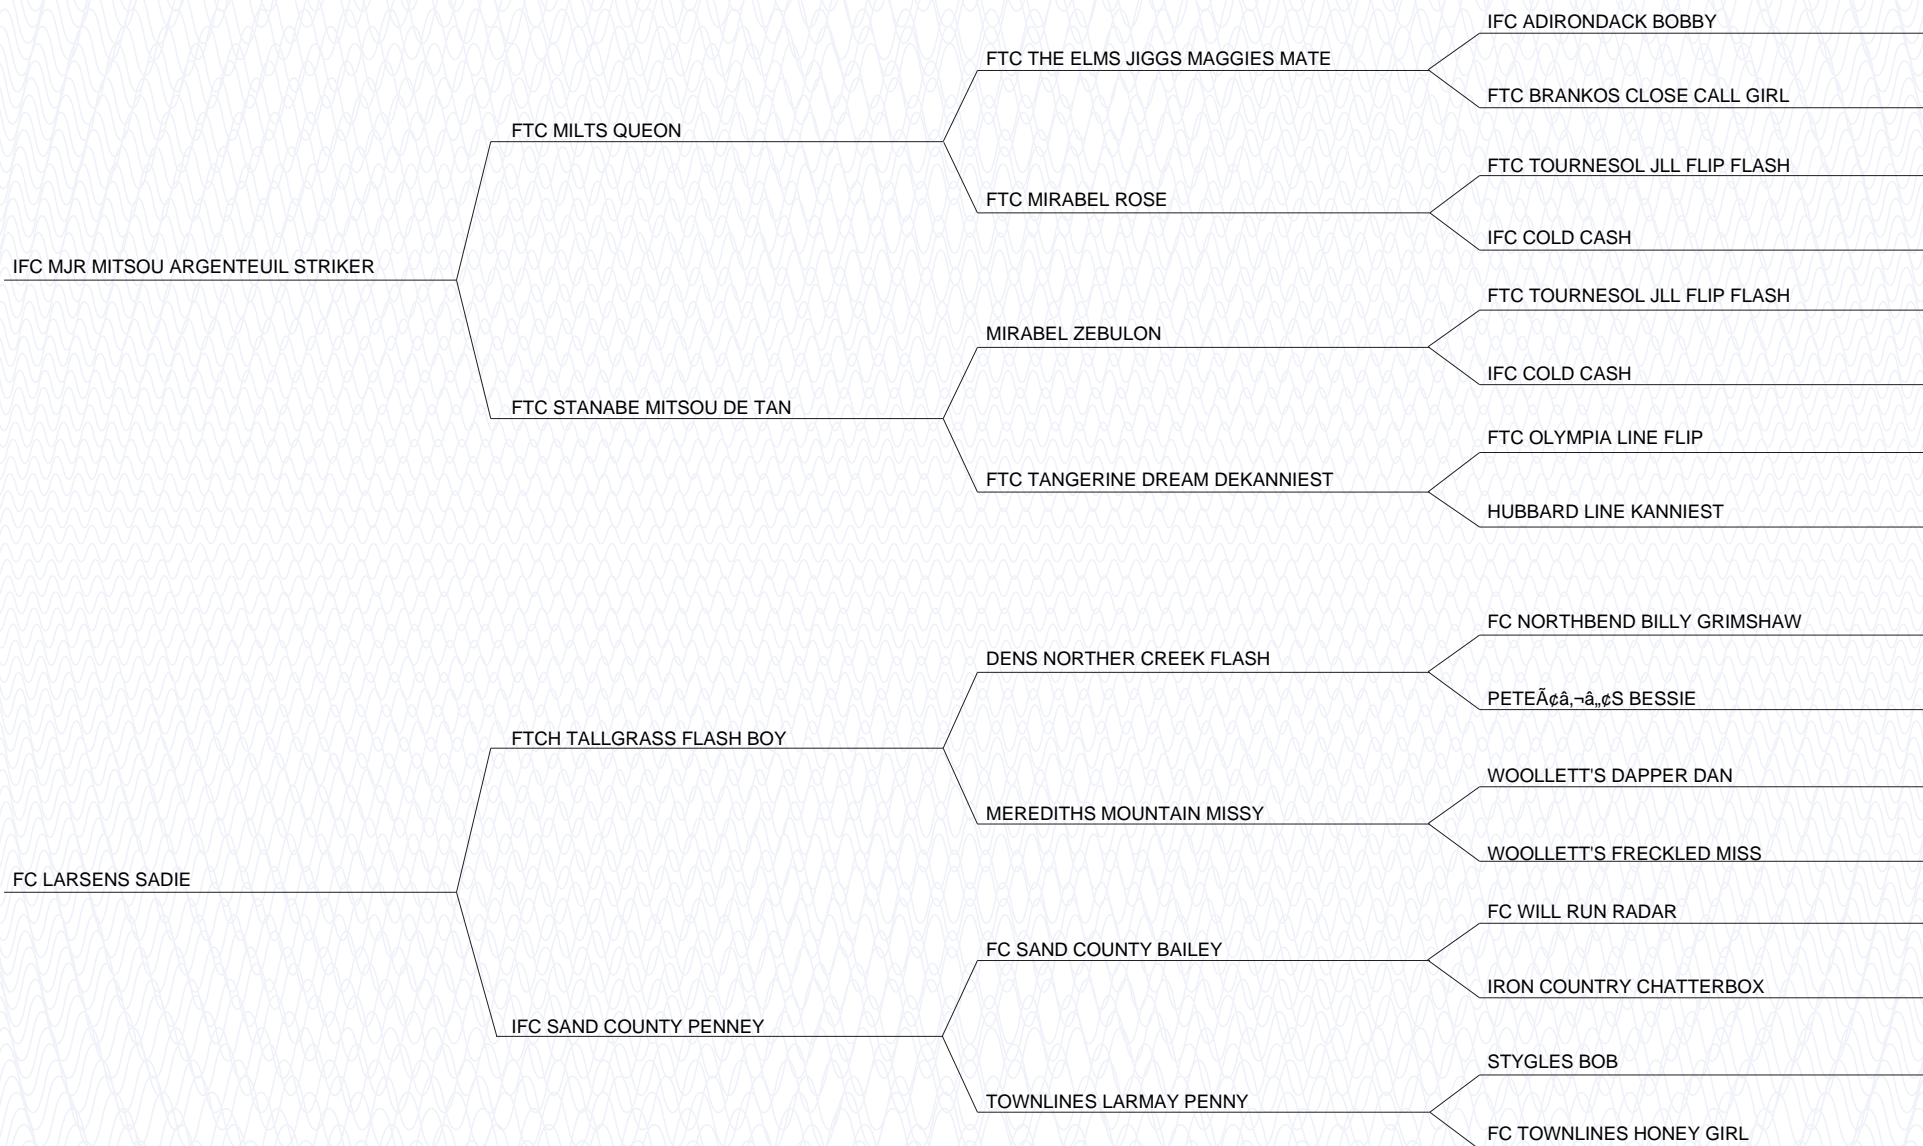 IFC ADIRONDACK BOBBY
FTC THE ELMS JIGGS MAGGIES MATE
FTC BRANKOS CLOSE CALL GIRL
FTC MILTS QUEON
FTC TOURNESOL JLL FLIP FLASH
FTC MIRABEL ROSE
IFC COLD CASH
IFC MJR MITSOU ARGENTEUIL STRIKER
FTC TOURNESOL JLL FLIP FLASH
MIRABEL ZEBULON
IFC COLD CASH
FTC STANABE MITSOU DE TAN
FTC OLYMPIA LINE FLIP
FTC TANGERINE DREAM DEKANNIEST
HUBBARD LINE KANNIEST
FC NORTHBEND BILLY GRIMSHAW
DENS NORTHER CREEK FLASH
PETEÃ¢â‚¬â„¢S BESSIE
FTCH TALLGRASS FLASH BOY
WOOLLETT'S DAPPER DAN
MEREDITHS MOUNTAIN MISSY
WOOLLETT'S FRECKLED MISS
FC LARSENS SADIE
FC WILL RUN RADAR
FC SAND COUNTY BAILEY
IRON COUNTRY CHATTERBOX
IFC SAND COUNTY PENNEY
STYGLES BOB
TOWNLINES LARMAY PENNY
FC TOWNLINES HONEY GIRL